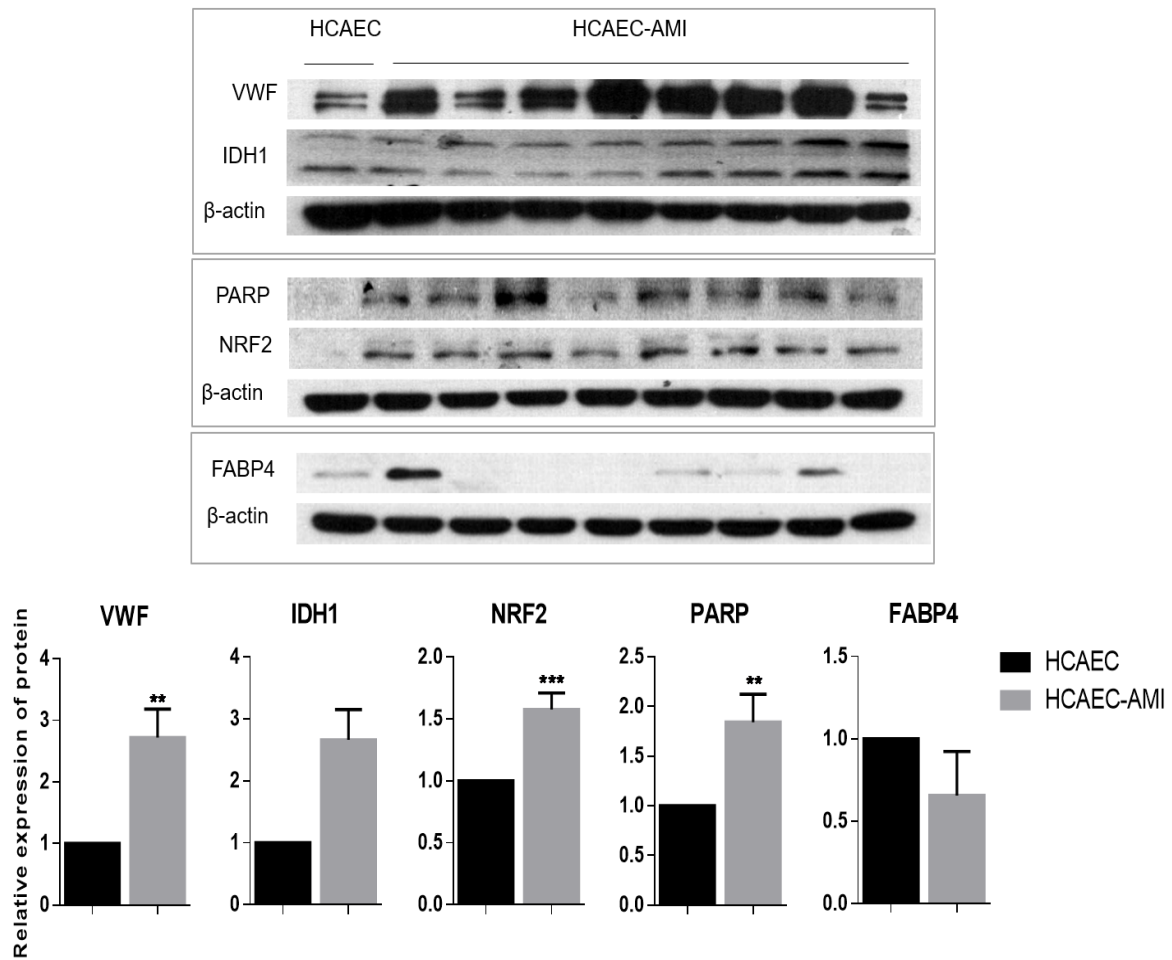 HCAEC HCAEC-AMI
VWF
IDH1
β-actin
PARP
NRF2
β-actin
FABP4
β-actin
Relative expression of protein
VWF
4
3
2
1
0
**
IDH1
4
3
2
1
0
NRF2
2.0
1.5
1.0
0.5
0.0
***
PARP
2.5
2.0
1.5
1.0
0.5
0.0
**
FABP4
1.5
1.0
0.5
0.0
HCAEC
HCAEC-AMI